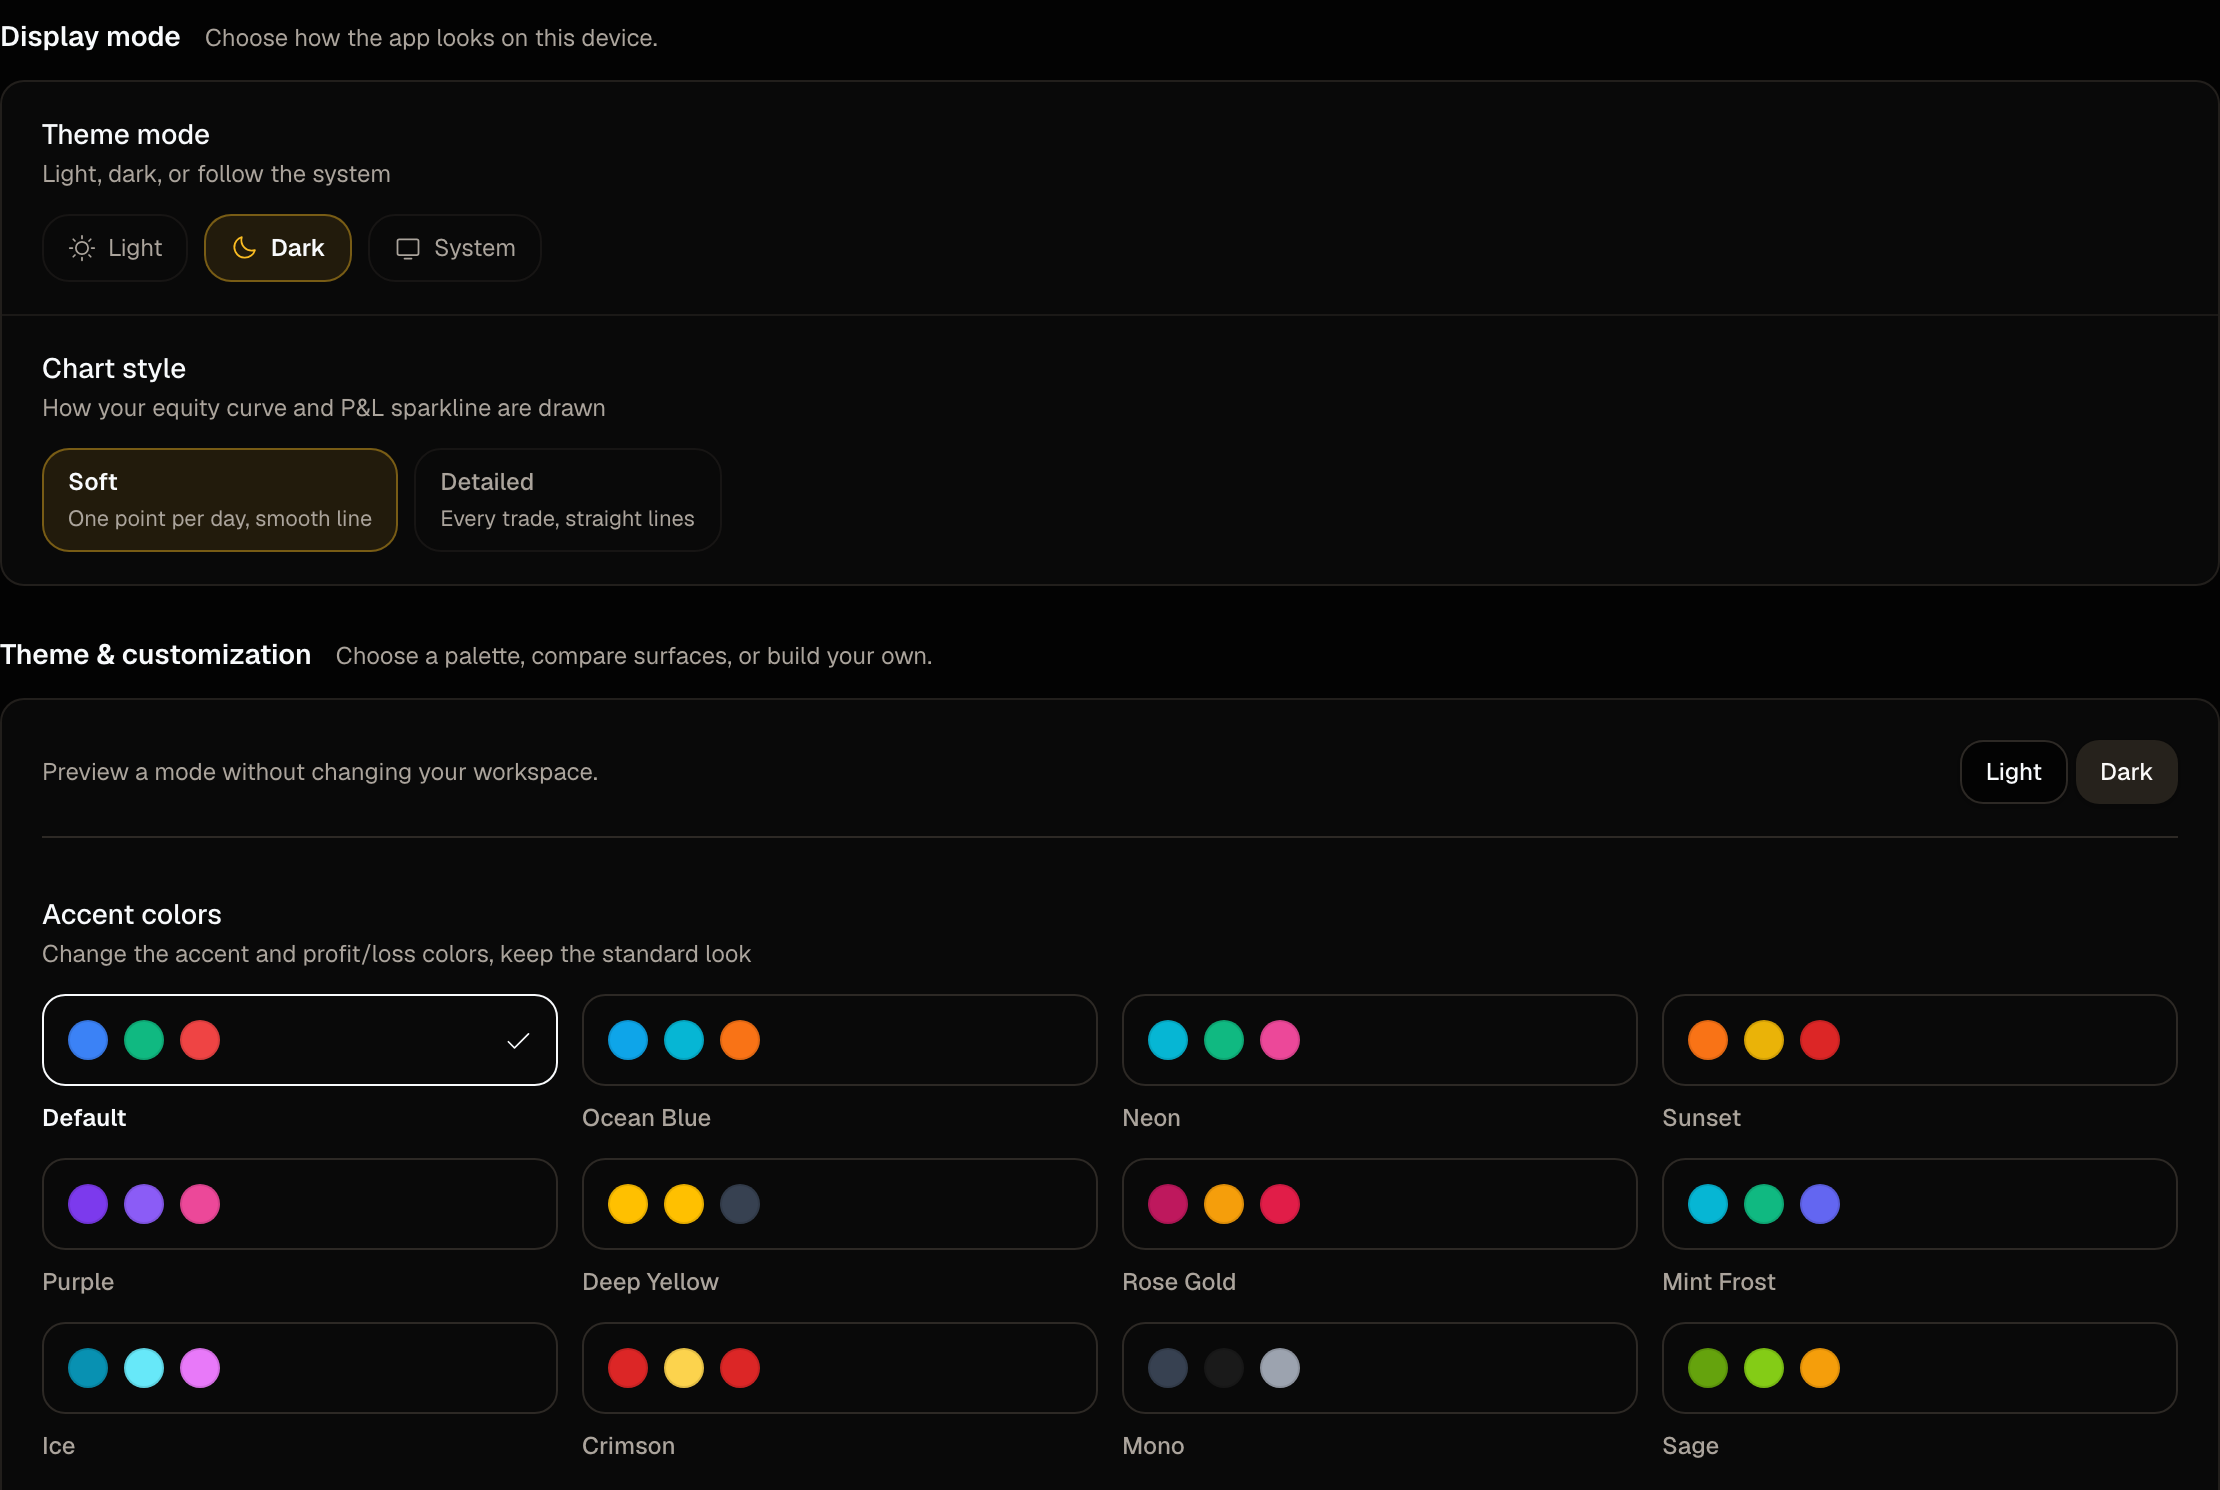 Display mode Choose how the app looks on this device.
Theme mode
Light, dark, or follow the system
Light Dark System
Chart style
How your equity curve and P&L sparkline are drawn
Soft Detailed
One point per day, smooth line Every trade, straight lines
Theme & customization Choose a palette, compare surfaces, or build your own.
Preview a mode without changing your workspace. Light Dark
Accent colors
Change the accent and profit/loss colors, keep the standard look
Default Ocean Blue Neon Sunset
Purple Deep Yellow Rose Gold Mint Frost
Ice Crimson Mono Sage